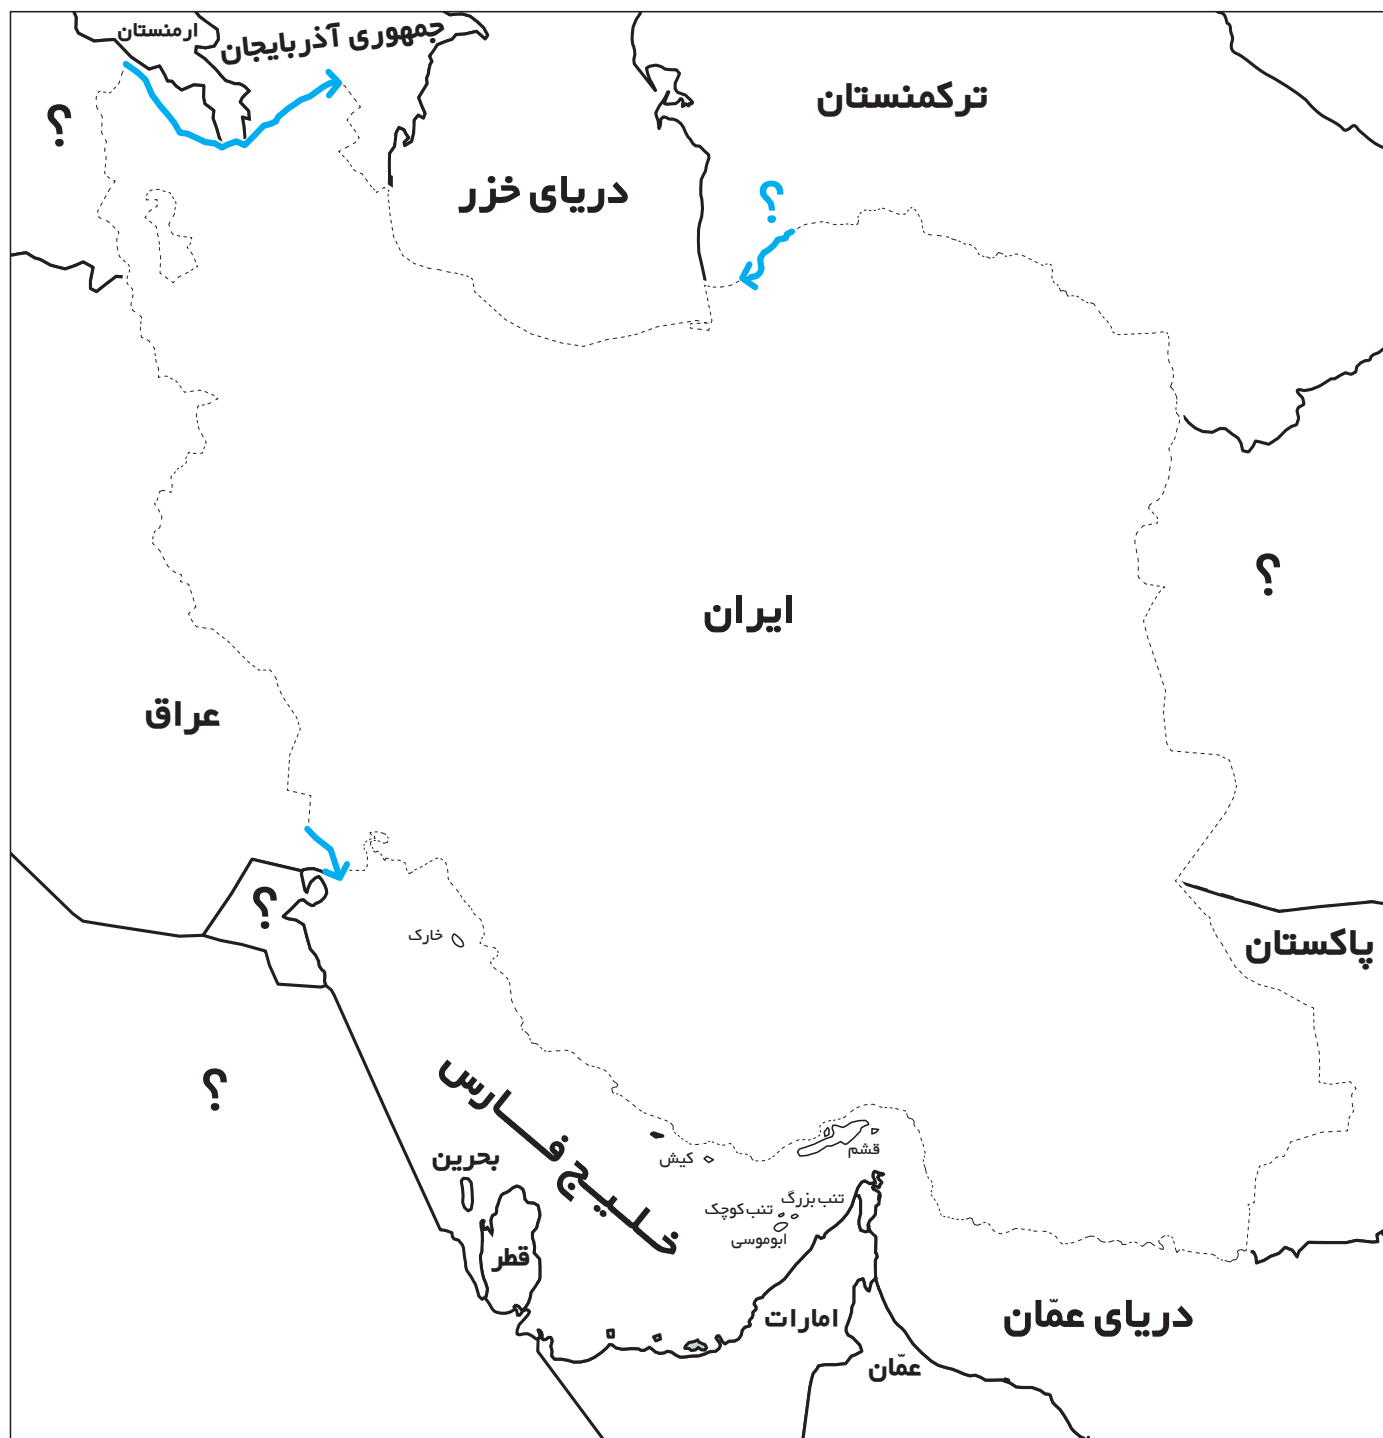 ارمنستان
جمهوری آذربایجان
ترکمنستان
؟
دریای خزر
؟
؟
ایران
عراق
؟
پاکستان
خارک
؟
خلیج فارس
قشم
کیش
بحرین
تنب بزرگ
تنب کوچک
ابوموسی
قطر
امارات
دریای عمّان
عمّان